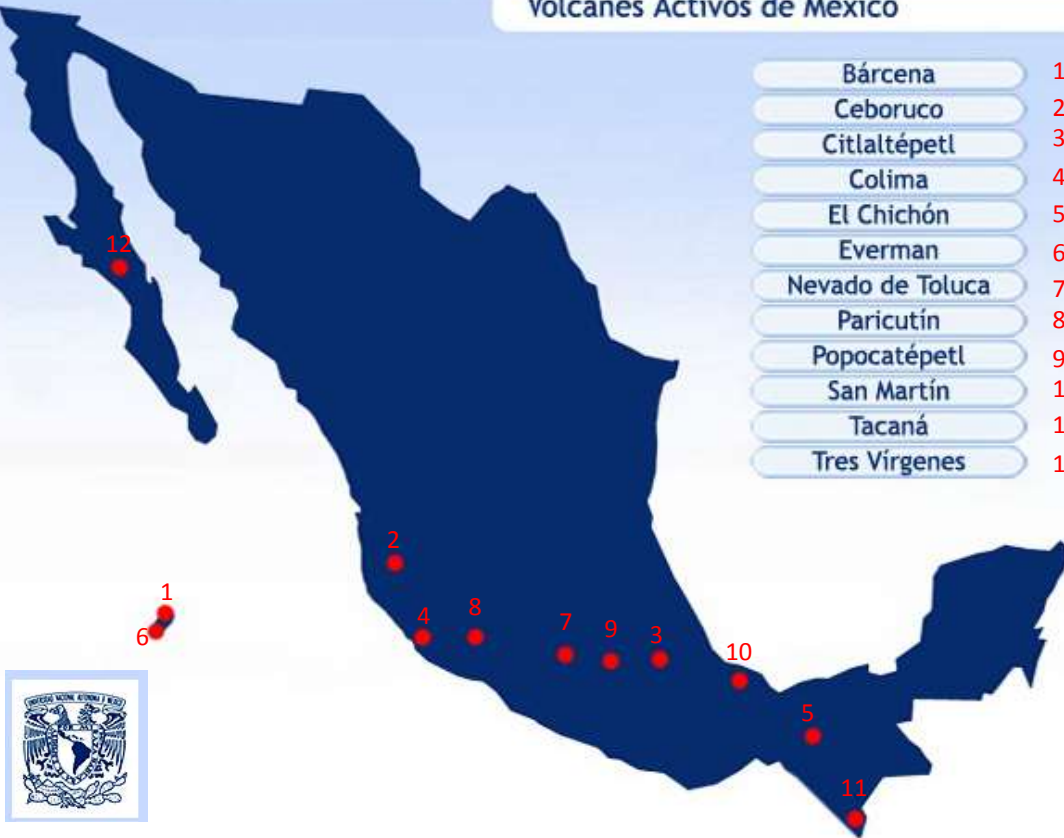 Volcanes Activos de México
Bárcena 1
Ceboruco 2
Citlaltépetl 3
Colima 4
El Chichón 5
Everman 6
Nevado de Toluca 7
Paricutín 8
Popocatépetl 9
San Martín 1
Tacaná 1
Tres Vírgenes 1
12
2
1
6
4
8
7
9
3
10
5
11